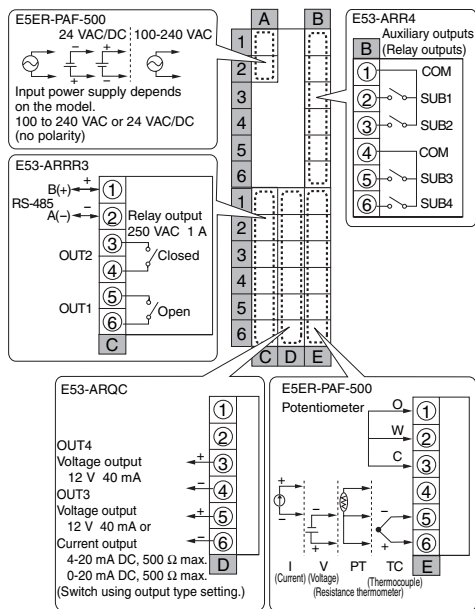 E5ER-PAF-500
24 VAC/DC 100-240 VAC
− − + +
Input power supply depends
on the model.
100 to 240 VAC or 24 VAC/DC
(no polarity)
A B
1
2
3
4
5
6
1
2
3
4
5
6
C D E
E53-ARR4
Auxiliary outputs
(Relay outputs)
B
1 COM
2 SUB1
3 SUB2
4 COM
5 SUB3
6 SUB4
E53-ARRR3
B(+) + 1
RS-485
A(−) − 2
Relay output
250 VAC 1 A
OUT2
3 Closed
4
OUT1
5 Open
6
C
E53-ARQC
1
2
OUT4
Voltage output + 3
12 V 40 mA
OUT3 − 4
Voltage output + 5
12 V 40 mA or
Current output − 6
4-20 mA DC, 500 Ω max. D
0-20 mA DC, 500 Ω max.
(Switch using output type setting.)
E5ER-PAF-500
Potentiometer
O 1
W 2
C 3
4
+ − − 5
− + + 6
I V PT TC E
(Current) (Voltage) (Thermocouple)
(Resistance thermometer)